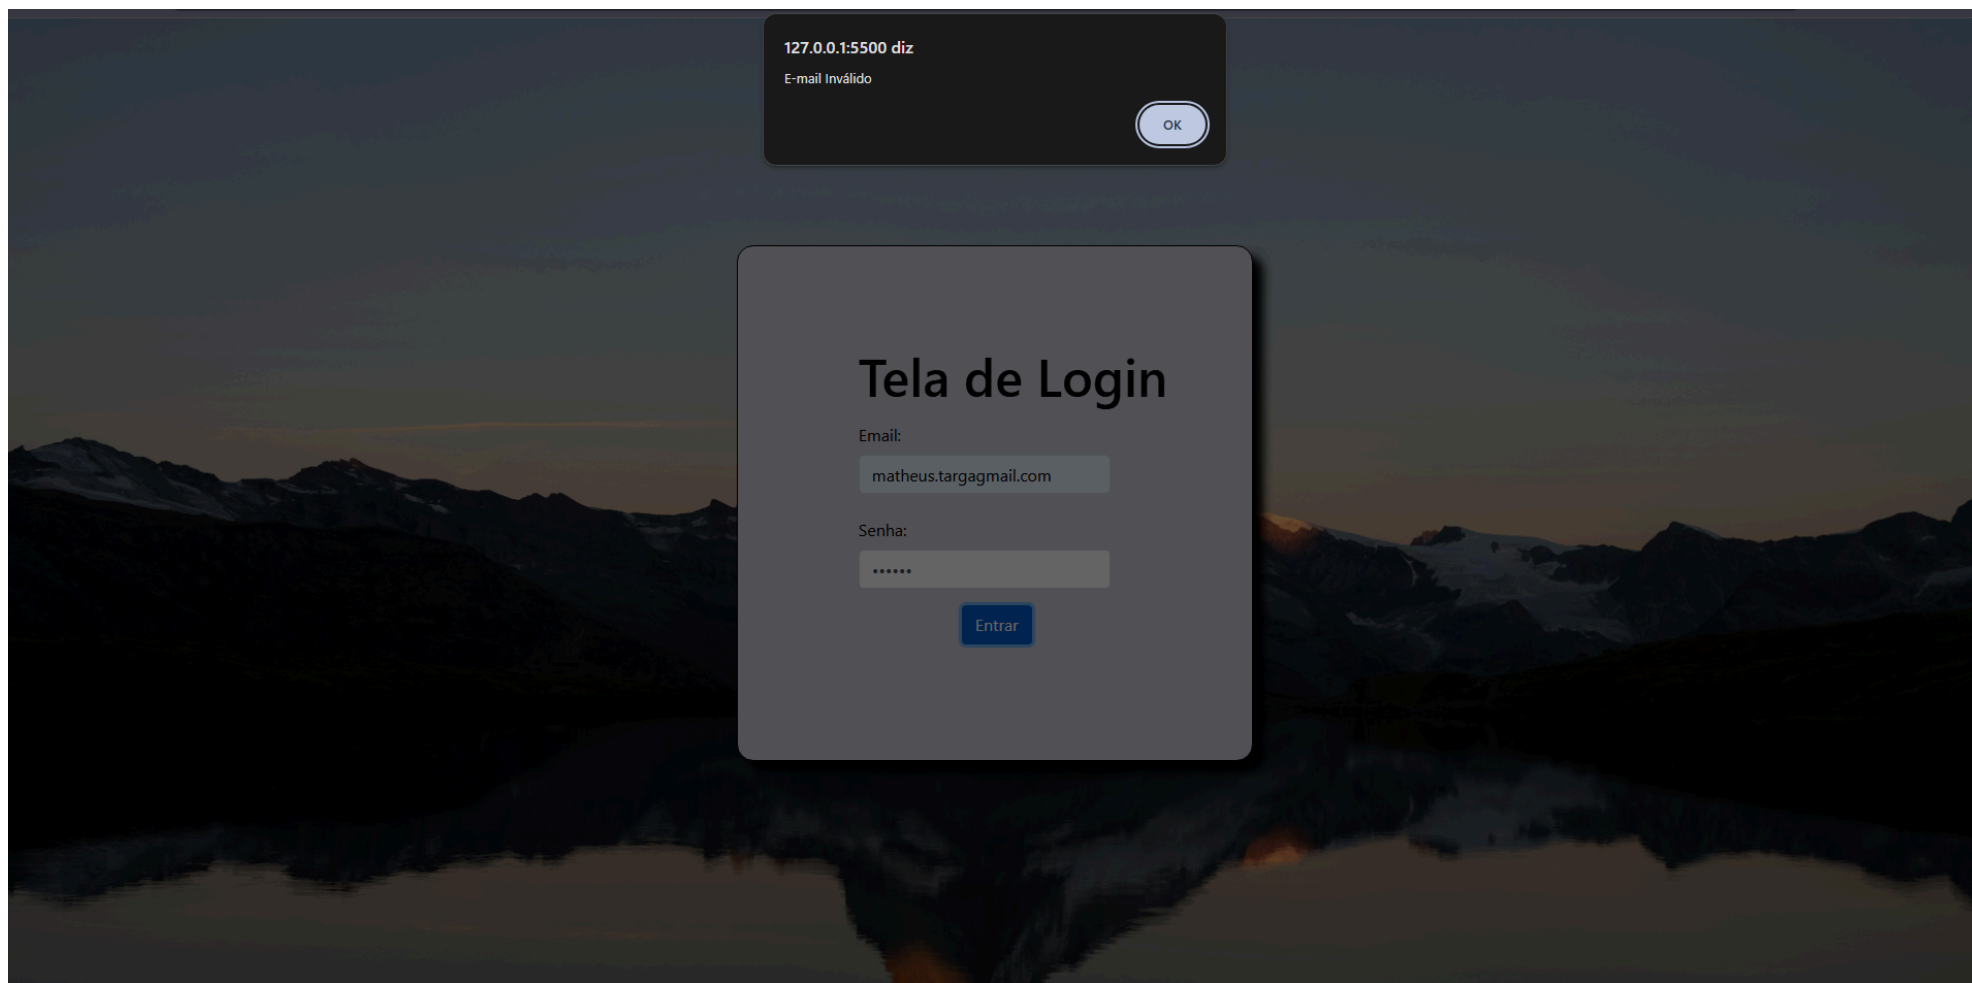 127.0.0.1:5500 diz
E-mail Inválido
OK
Tela de Login
Email:
matheus.targagmail.com
Senha:
••••••
Entrar